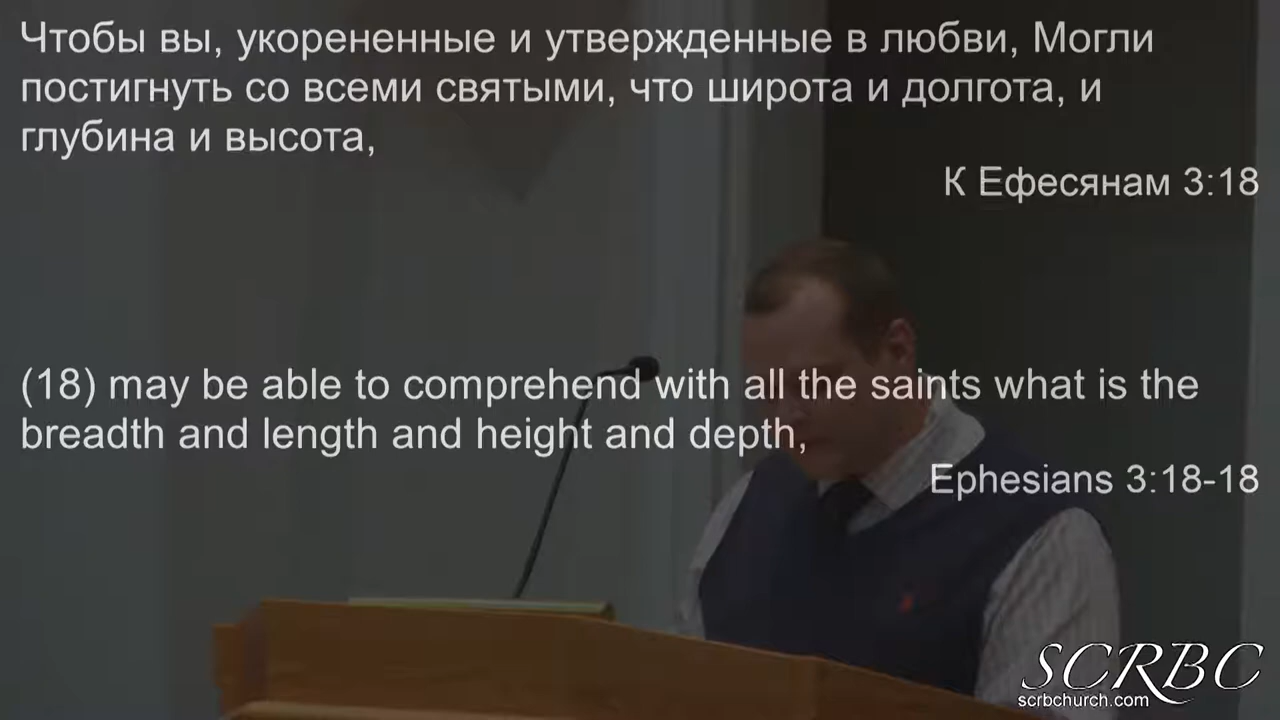 Чтобы вы, укорененные и утвержденные в любви, Могли
постигнуть со всеми святыми, что широта и долгота, и
глубина и высота,
К Ефесянам 3:18
(18) may be able to comprehend with all the saints what is the
breadth and length and height and depth,
Ephesians 3:18-18
SCRBC
scrbchurch.com